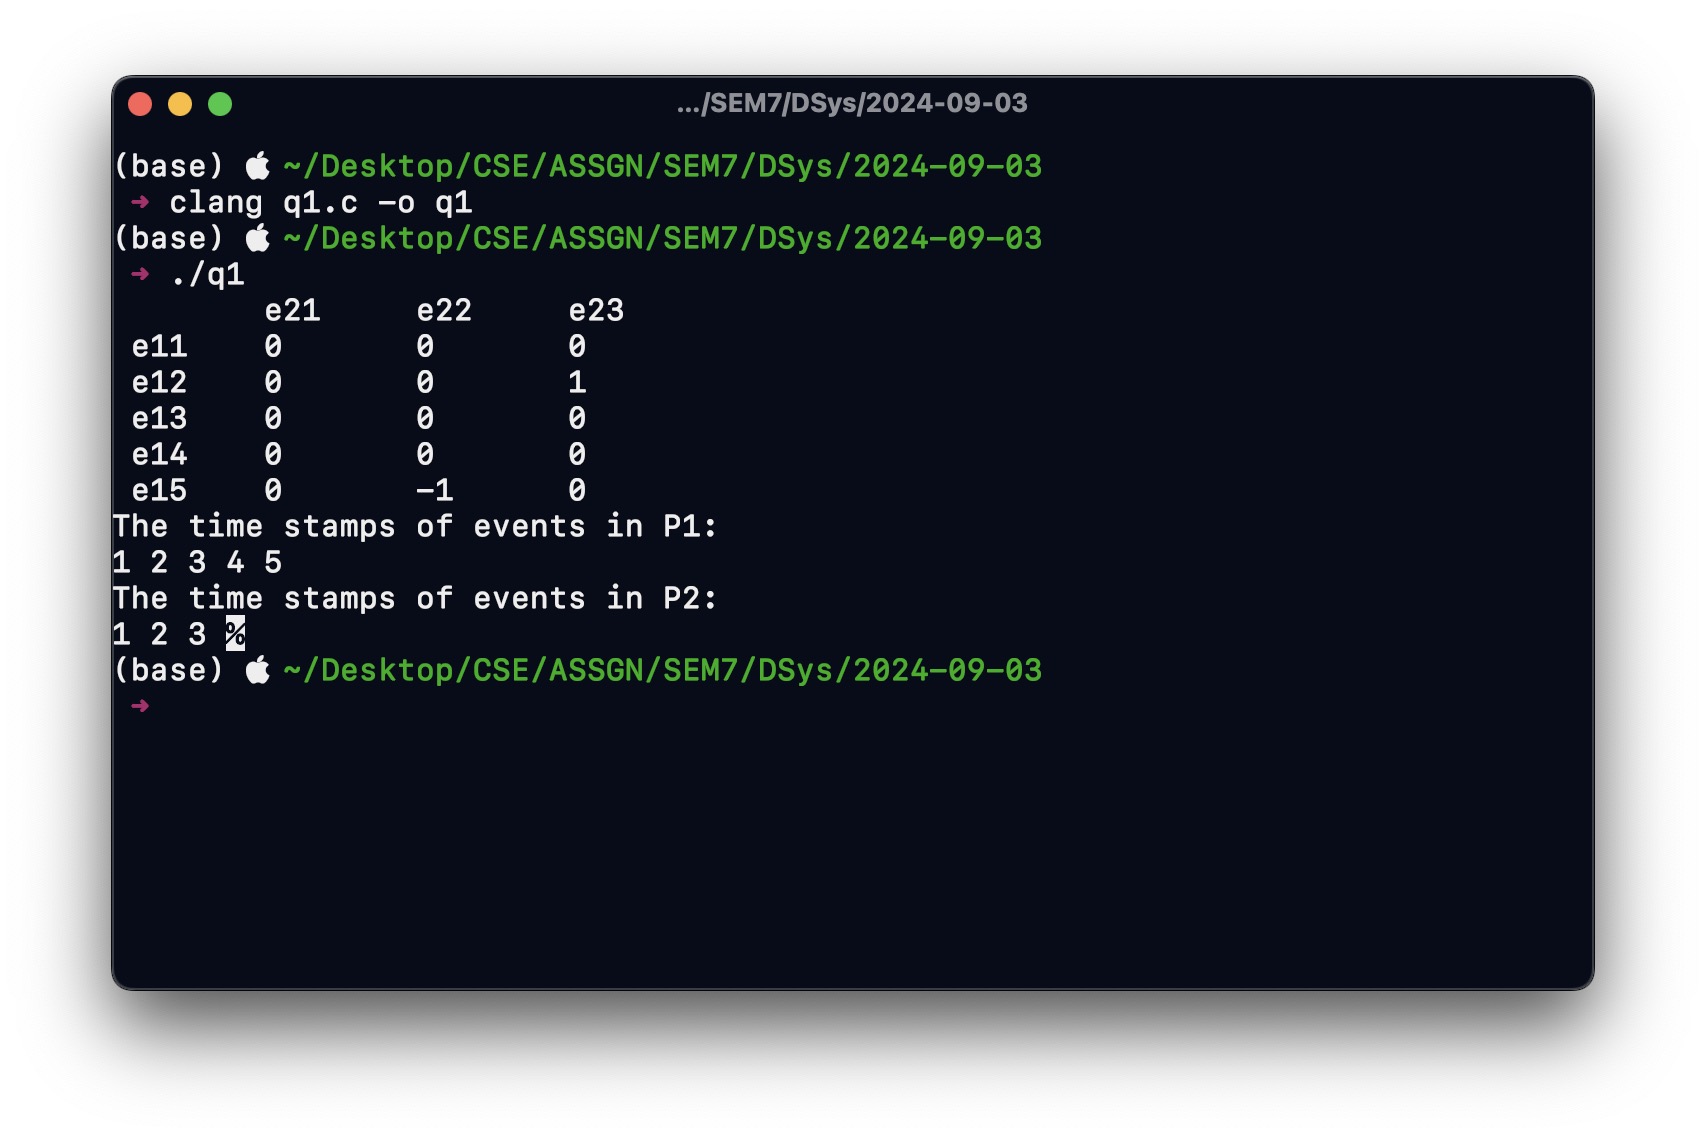 .../SEM7/DSys/2024-09-03
(base)  ~/Desktop/CSE/ASSGN/SEM7/DSys/2024-09-03
➜ clang q1.c -o q1
(base)  ~/Desktop/CSE/ASSGN/SEM7/DSys/2024-09-03
➜ ./q1
e21 e22 e23
e11 0 0 0
e12 0 0 1
e13 0 0 0
e14 0 0 0
e15 0 -1 0
The time stamps of events in P1:
1 2 3 4 5
The time stamps of events in P2:
1 2 3 %
(base)  ~/Desktop/CSE/ASSGN/SEM7/DSys/2024-09-03
➜